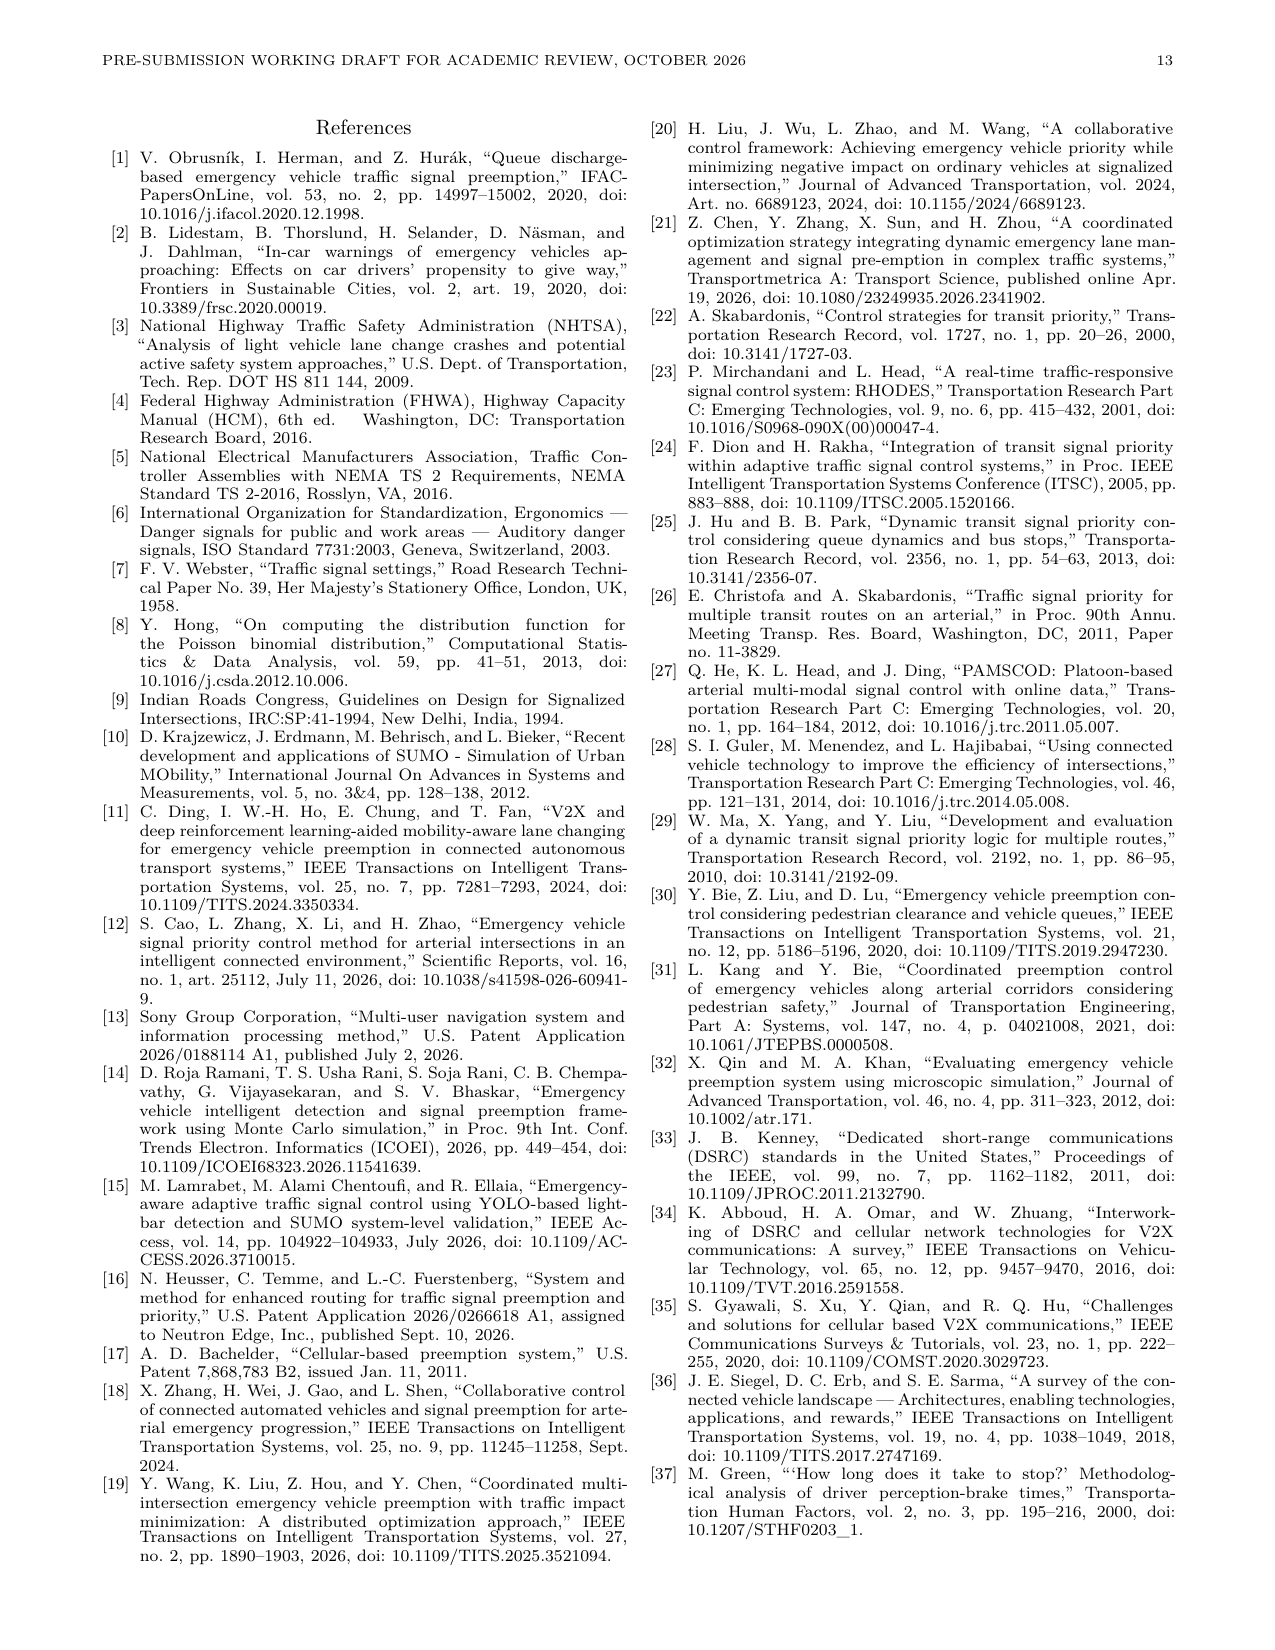 PRE-SUBMISSION WORKING DRAFT FOR ACADEMIC REVIEW, OCTOBER 2026
13
References
[1] V. Obrusník, I. Herman, and Z. Hurák, “Queue discharge-
based emergency vehicle traffic signal preemption,” IFAC-
PapersOnLine, vol. 53, no. 2, pp. 14997–15002, 2020, doi:
10.1016/j.ifacol.2020.12.1998.
[2] B. Lidestam, B. Thorslund, H. Selander, D. Näsman, and
J. Dahlman, “In-car warnings of emergency vehicles ap-
proaching: Effects on car drivers’ propensity to give way,”
Frontiers in Sustainable Cities, vol. 2, art. 19, 2020, doi:
10.3389/frsc.2020.00019.
[3] National Highway Traffic Safety Administration (NHTSA),
“Analysis of light vehicle lane change crashes and potential
active safety system approaches,” U.S. Dept. of Transportation,
Tech. Rep. DOT HS 811 144, 2009.
[4] Federal Highway Administration (FHWA), Highway Capacity
Manual (HCM), 6th ed. Washington, DC: Transportation
Research Board, 2016.
[5] National Electrical Manufacturers Association, Traffic Con-
troller Assemblies with NEMA TS 2 Requirements, NEMA
Standard TS 2-2016, Rosslyn, VA, 2016.
[6] International Organization for Standardization, Ergonomics —
Danger signals for public and work areas — Auditory danger
signals, ISO Standard 7731:2003, Geneva, Switzerland, 2003.
[7] F. V. Webster, “Traffic signal settings,” Road Research Techni-
cal Paper No. 39, Her Majesty’s Stationery Office, London, UK,
1958.
[8] Y. Hong, “On computing the distribution function for
the Poisson binomial distribution,” Computational Statis-
tics & Data Analysis, vol. 59, pp. 41–51, 2013, doi:
10.1016/j.csda.2012.10.006.
[9] Indian Roads Congress, Guidelines on Design for Signalized
Intersections, IRC:SP:41-1994, New Delhi, India, 1994.
[10] D. Krajzewicz, J. Erdmann, M. Behrisch, and L. Bieker, “Recent
development and applications of SUMO - Simulation of Urban
MObility,” International Journal On Advances in Systems and
Measurements, vol. 5, no. 3&4, pp. 128–138, 2012.
[11] C. Ding, I. W.-H. Ho, E. Chung, and T. Fan, “V2X and
deep reinforcement learning-aided mobility-aware lane changing
for emergency vehicle preemption in connected autonomous
transport systems,” IEEE Transactions on Intelligent Trans-
portation Systems, vol. 25, no. 7, pp. 7281–7293, 2024, doi:
10.1109/TITS.2024.3350334.
[12] S. Cao, L. Zhang, X. Li, and H. Zhao, “Emergency vehicle
signal priority control method for arterial intersections in an
intelligent connected environment,” Scientific Reports, vol. 16,
no. 1, art. 25112, July 11, 2026, doi: 10.1038/s41598-026-60941-
9.
[13] Sony Group Corporation, “Multi-user navigation system and
information processing method,” U.S. Patent Application
2026/0188114 A1, published July 2, 2026.
[14] D. Roja Ramani, T. S. Usha Rani, S. Soja Rani, C. B. Chempa-
vathy, G. Vijayasekaran, and S. V. Bhaskar, “Emergency
vehicle intelligent detection and signal preemption frame-
work using Monte Carlo simulation,” in Proc. 9th Int. Conf.
Trends Electron. Informatics (ICOEI), 2026, pp. 449–454, doi:
10.1109/ICOEI68323.2026.11541639.
[15] M. Lamrabet, M. Alami Chentoufi, and R. Ellaia, “Emergency-
aware adaptive traffic signal control using YOLO-based light-
bar detection and SUMO system-level validation,” IEEE Ac-
cess, vol. 14, pp. 104922–104933, July 2026, doi: 10.1109/AC-
CESS.2026.3710015.
[16] N. Heusser, C. Temme, and L.-C. Fuerstenberg, “System and
method for enhanced routing for traffic signal preemption and
priority,” U.S. Patent Application 2026/0266618 A1, assigned
to Neutron Edge, Inc., published Sept. 10, 2026.
[17] A. D. Bachelder, “Cellular-based preemption system,” U.S.
Patent 7,868,783 B2, issued Jan. 11, 2011.
[18] X. Zhang, H. Wei, J. Gao, and L. Shen, “Collaborative control
of connected automated vehicles and signal preemption for arte-
rial emergency progression,” IEEE Transactions on Intelligent
Transportation Systems, vol. 25, no. 9, pp. 11245–11258, Sept.
2024.
[19] Y. Wang, K. Liu, Z. Hou, and Y. Chen, “Coordinated multi-
intersection emergency vehicle preemption with traffic impact
minimization: A distributed optimization approach,” IEEE
Transactions on Intelligent Transportation Systems, vol. 27,
no. 2, pp. 1890–1903, 2026, doi: 10.1109/TITS.2025.3521094.
[20] H. Liu, J. Wu, L. Zhao, and M. Wang, “A collaborative
control framework: Achieving emergency vehicle priority while
minimizing negative impact on ordinary vehicles at signalized
intersection,” Journal of Advanced Transportation, vol. 2024,
Art. no. 6689123, 2024, doi: 10.1155/2024/6689123.
[21] Z. Chen, Y. Zhang, X. Sun, and H. Zhou, “A coordinated
optimization strategy integrating dynamic emergency lane man-
agement and signal pre-emption in complex traffic systems,”
Transportmetrica A: Transport Science, published online Apr.
19, 2026, doi: 10.1080/23249935.2026.2341902.
[22] A. Skabardonis, “Control strategies for transit priority,” Trans-
portation Research Record, vol. 1727, no. 1, pp. 20–26, 2000,
doi: 10.3141/1727-03.
[23] P. Mirchandani and L. Head, “A real-time traffic-responsive
signal control system: RHODES,” Transportation Research Part
C: Emerging Technologies, vol. 9, no. 6, pp. 415–432, 2001, doi:
10.1016/S0968-090X(00)00047-4.
[24] F. Dion and H. Rakha, “Integration of transit signal priority
within adaptive traffic signal control systems,” in Proc. IEEE
Intelligent Transportation Systems Conference (ITSC), 2005, pp.
883–888, doi: 10.1109/ITSC.2005.1520166.
[25] J. Hu and B. B. Park, “Dynamic transit signal priority con-
trol considering queue dynamics and bus stops,” Transporta-
tion Research Record, vol. 2356, no. 1, pp. 54–63, 2013, doi:
10.3141/2356-07.
[26] E. Christofa and A. Skabardonis, “Traffic signal priority for
multiple transit routes on an arterial,” in Proc. 90th Annu.
Meeting Transp. Res. Board, Washington, DC, 2011, Paper
no. 11-3829.
[27] Q. He, K. L. Head, and J. Ding, “PAMSCOD: Platoon-based
arterial multi-modal signal control with online data,” Trans-
portation Research Part C: Emerging Technologies, vol. 20,
no. 1, pp. 164–184, 2012, doi: 10.1016/j.trc.2011.05.007.
[28] S. I. Guler, M. Menendez, and L. Hajibabai, “Using connected
vehicle technology to improve the efficiency of intersections,”
Transportation Research Part C: Emerging Technologies, vol. 46,
pp. 121–131, 2014, doi: 10.1016/j.trc.2014.05.008.
[29] W. Ma, X. Yang, and Y. Liu, “Development and evaluation
of a dynamic transit signal priority logic for multiple routes,”
Transportation Research Record, vol. 2192, no. 1, pp. 86–95,
2010, doi: 10.3141/2192-09.
[30] Y. Bie, Z. Liu, and D. Lu, “Emergency vehicle preemption con-
trol considering pedestrian clearance and vehicle queues,” IEEE
Transactions on Intelligent Transportation Systems, vol. 21,
no. 12, pp. 5186–5196, 2020, doi: 10.1109/TITS.2019.2947230.
[31] L. Kang and Y. Bie, “Coordinated preemption control
of emergency vehicles along arterial corridors considering
pedestrian safety,” Journal of Transportation Engineering,
Part A: Systems, vol. 147, no. 4, p. 04021008, 2021, doi:
10.1061/JTEPBS.0000508.
[32] X. Qin and M. A. Khan, “Evaluating emergency vehicle
preemption system using microscopic simulation,” Journal of
Advanced Transportation, vol. 46, no. 4, pp. 311–323, 2012, doi:
10.1002/atr.171.
[33] J. B. Kenney, “Dedicated short-range communications
(DSRC) standards in the United States,” Proceedings of
the IEEE, vol. 99, no. 7, pp. 1162–1182, 2011, doi:
10.1109/JPROC.2011.2132790.
[34] K. Abboud, H. A. Omar, and W. Zhuang, “Interwork-
ing of DSRC and cellular network technologies for V2X
communications: A survey,” IEEE Transactions on Vehicu-
lar Technology, vol. 65, no. 12, pp. 9457–9470, 2016, doi:
10.1109/TVT.2016.2591558.
[35] S. Gyawali, S. Xu, Y. Qian, and R. Q. Hu, “Challenges
and solutions for cellular based V2X communications,” IEEE
Communications Surveys & Tutorials, vol. 23, no. 1, pp. 222–
255, 2020, doi: 10.1109/COMST.2020.3029723.
[36] J. E. Siegel, D. C. Erb, and S. E. Sarma, “A survey of the con-
nected vehicle landscape — Architectures, enabling technologies,
applications, and rewards,” IEEE Transactions on Intelligent
Transportation Systems, vol. 19, no. 4, pp. 1038–1049, 2018,
doi: 10.1109/TITS.2017.2747169.
[37] M. Green, “‘How long does it take to stop?’ Methodolog-
ical analysis of driver perception-brake times,” Transporta-
tion Human Factors, vol. 2, no. 3, pp. 195–216, 2000, doi:
10.1207/STHF0203_1.